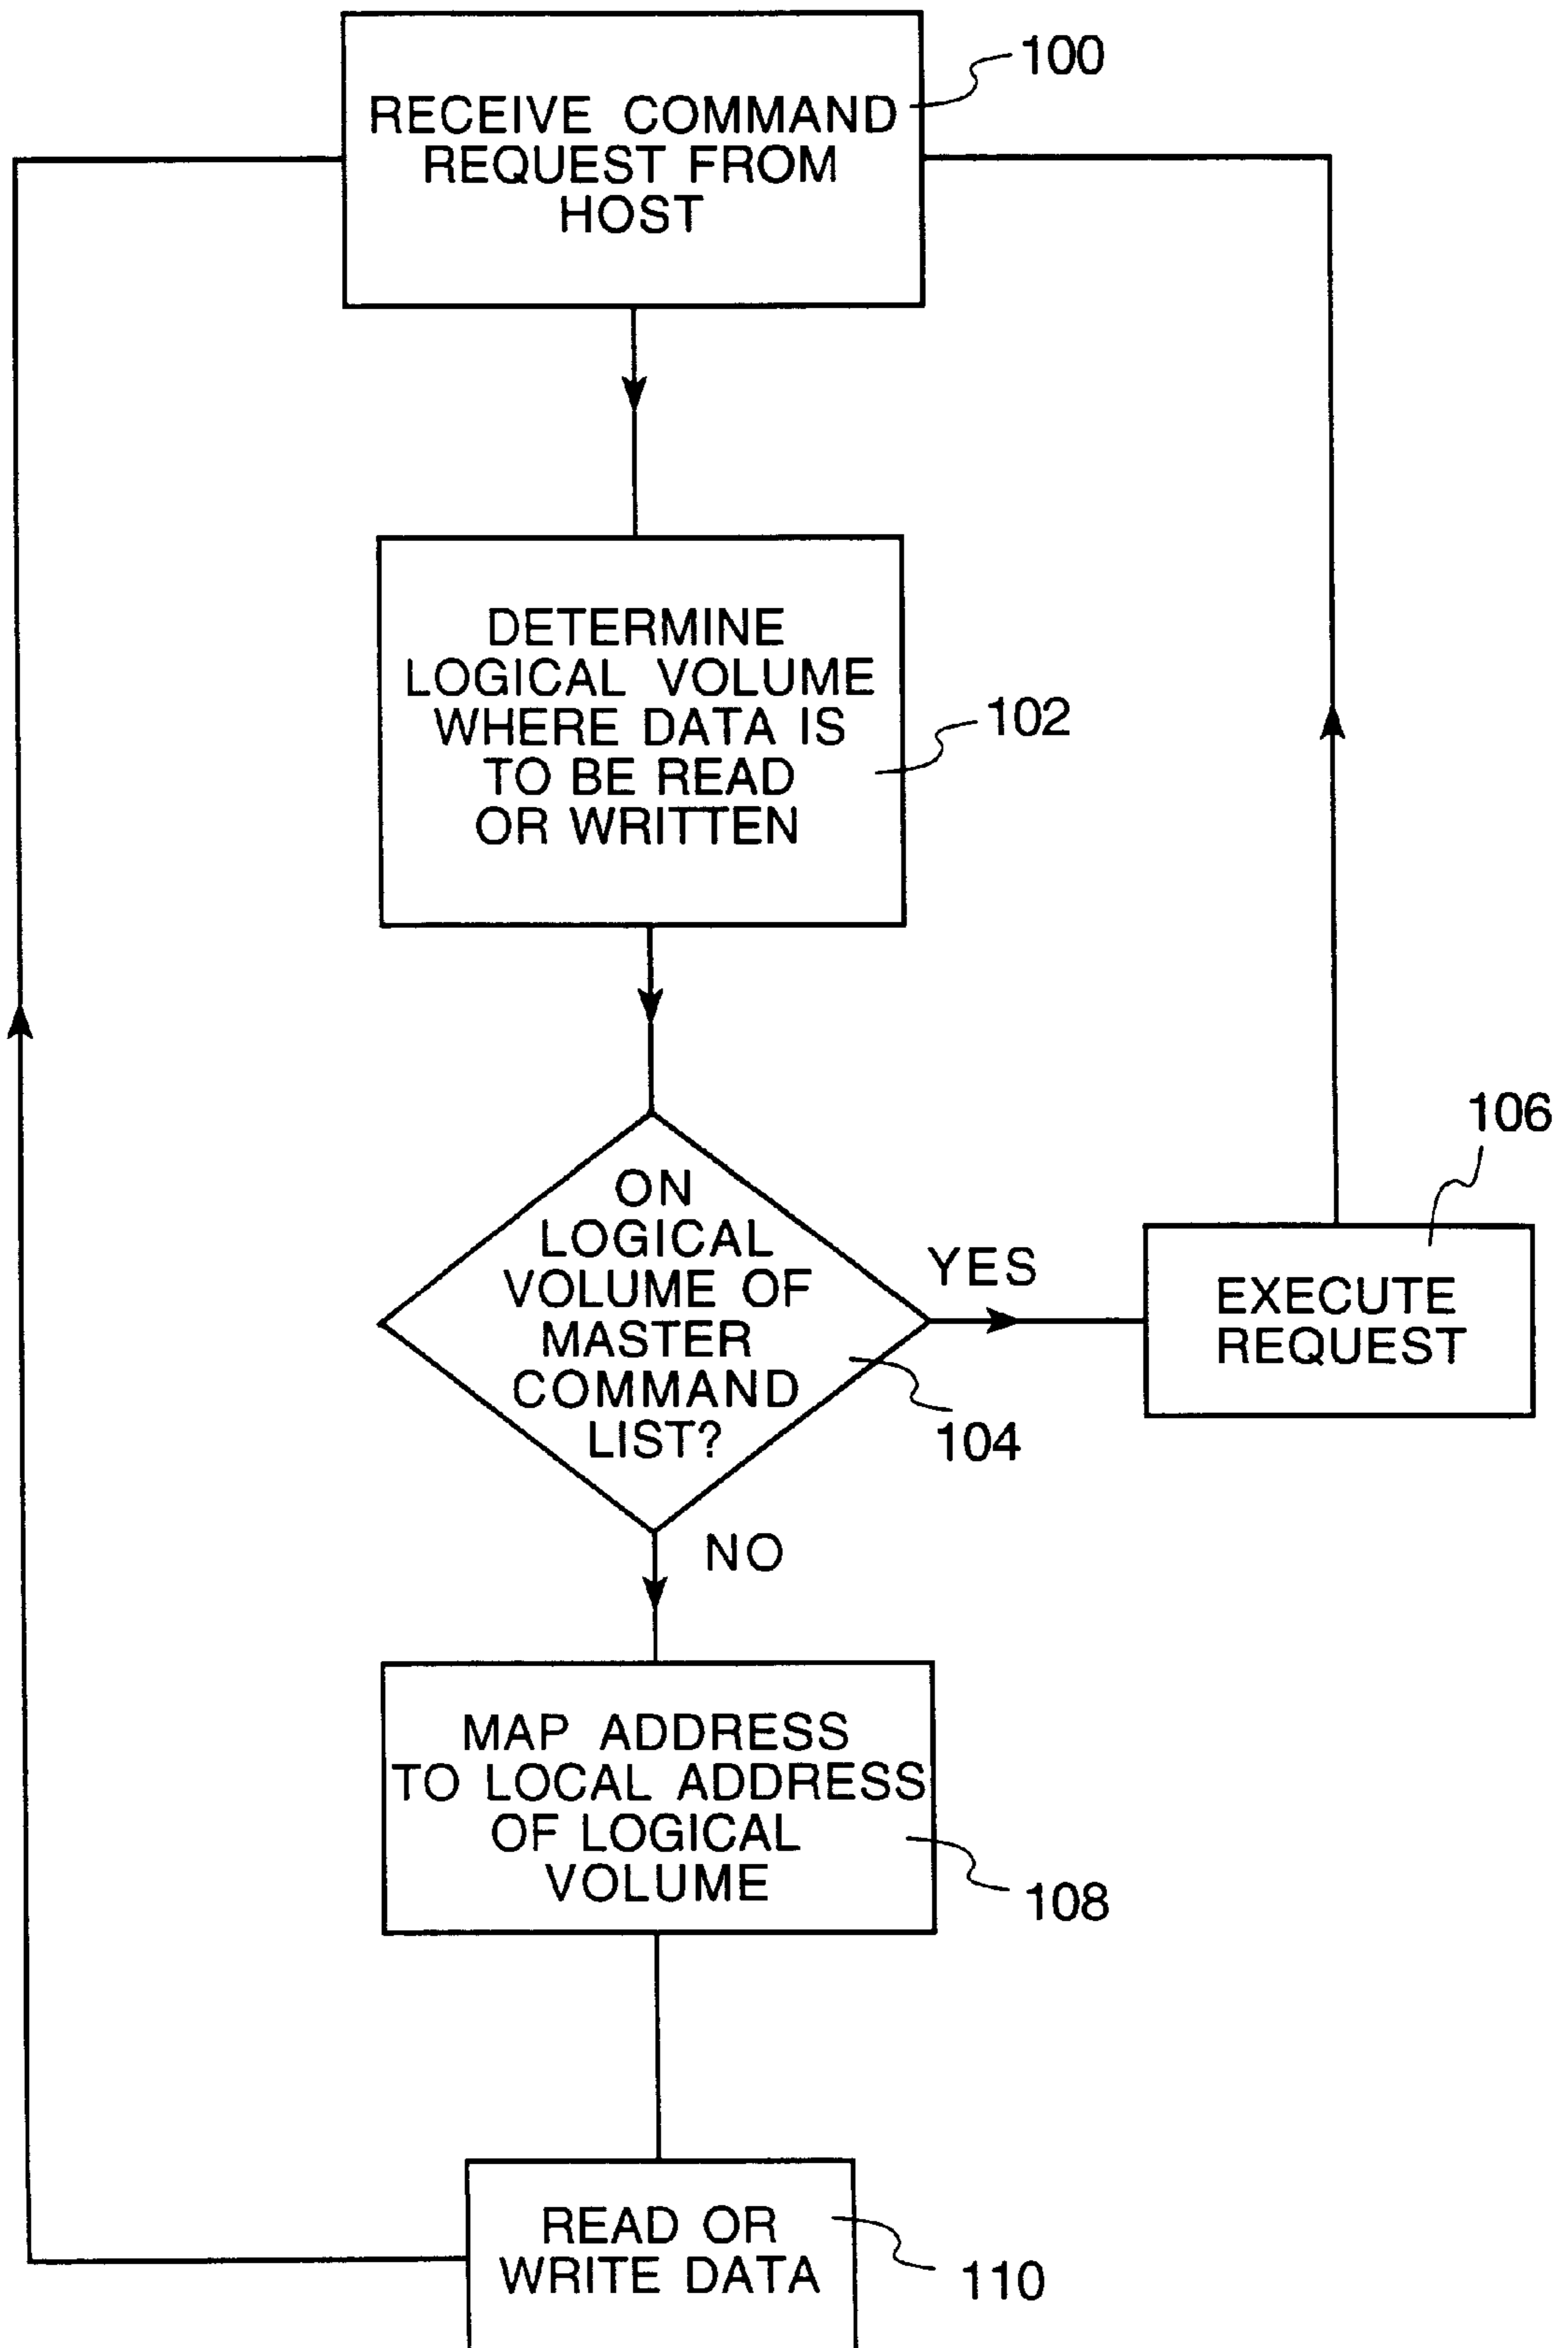 100
RECEIVE COMMAND
REQUEST FROM
HOST
DETERMINE
LOGICAL VOLUME
WHERE DATA IS
TO BE READ
OR WRITTEN
102
ON
LOGICAL
VOLUME OF
MASTER
COMMAND
LIST?
104
YES
106
EXECUTE
REQUEST
NO
MAP ADDRESS
TO LOCAL ADDRESS
OF LOGICAL
VOLUME
108
READ OR
WRITE DATA
110